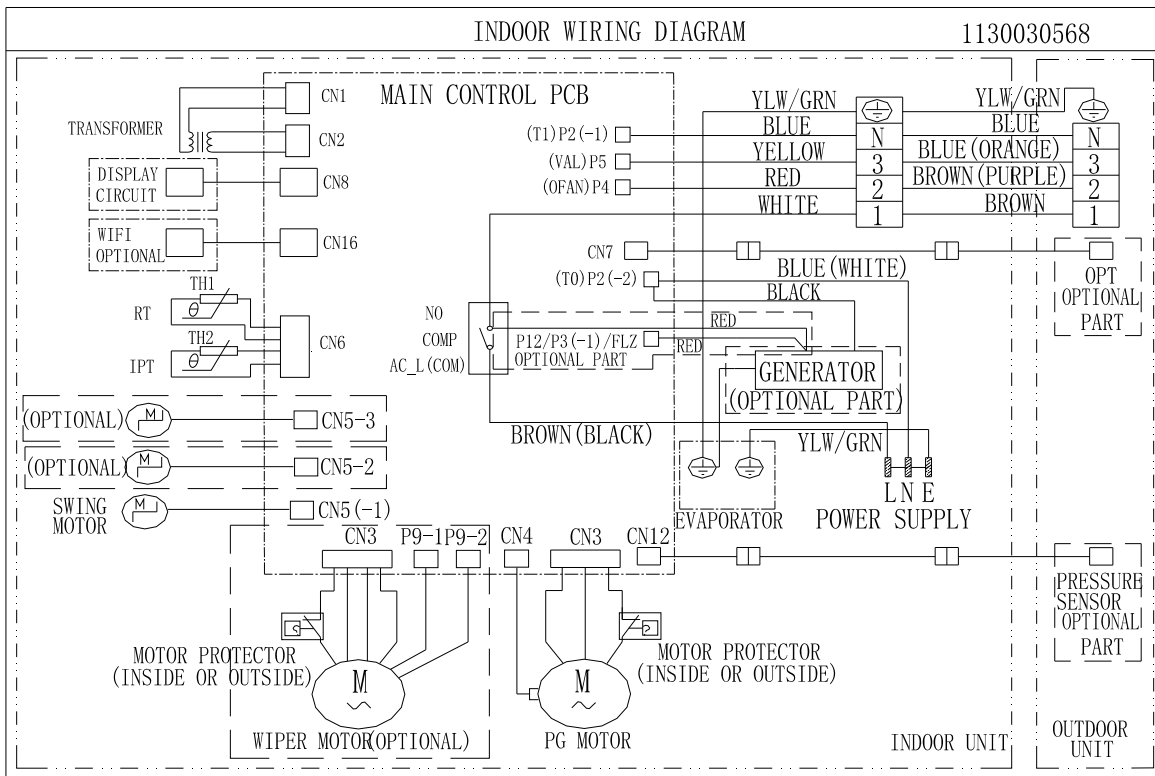 INDOOR WIRING DIAGRAM
1130030568
MAIN CONTROL PCB
CN1
TRANSFORMER
CN2
DISPLAY
CIRCUIT
CN8
WIFI
OPTIONAL
CN16
TH1
θ
RT
TH2
θ
IPT
CN6
(T1)P2(-1)
(VAL)P5
(OFAN)P4
YLW/GRN
BLUE
YELLOW
RED
WHITE
N
3
2
1
YLW/GRN
BLUE
BLUE(ORANGE)
BROWN(PURPLE)
BROWN
N
3
2
1
CN7
(T0)P2(-2)
BLUE(WHITE)
BLACK
OPT
OPTIONAL
PART
NO
COMP
AC_L(COM)
RED
P12/P3(-1)/FLZ
OPTIONAL PART
RED
GENERATOR
(OPTIONAL PART)
BROWN(BLACK)
YLW/GRN
(OPTIONAL)
M
CN5-3
(OPTIONAL)
M
CN5-2
SWING
MOTOR
M
CN5(-1)
EVAPORATOR
L N E
POWER SUPPLY
CN3
P9-1
P9-2
CN4
CN3
CN12
PRESSURE
SENSOR
OPTIONAL
PART
MOTOR PROTECTOR
(INSIDE OR OUTSIDE)
M
~
WIPER MOTOR(OPTIONAL)
M
~
PG MOTOR
MOTOR PROTECTOR
(INSIDE OR OUTSIDE)
INDOOR UNIT
OUTDOOR
UNIT